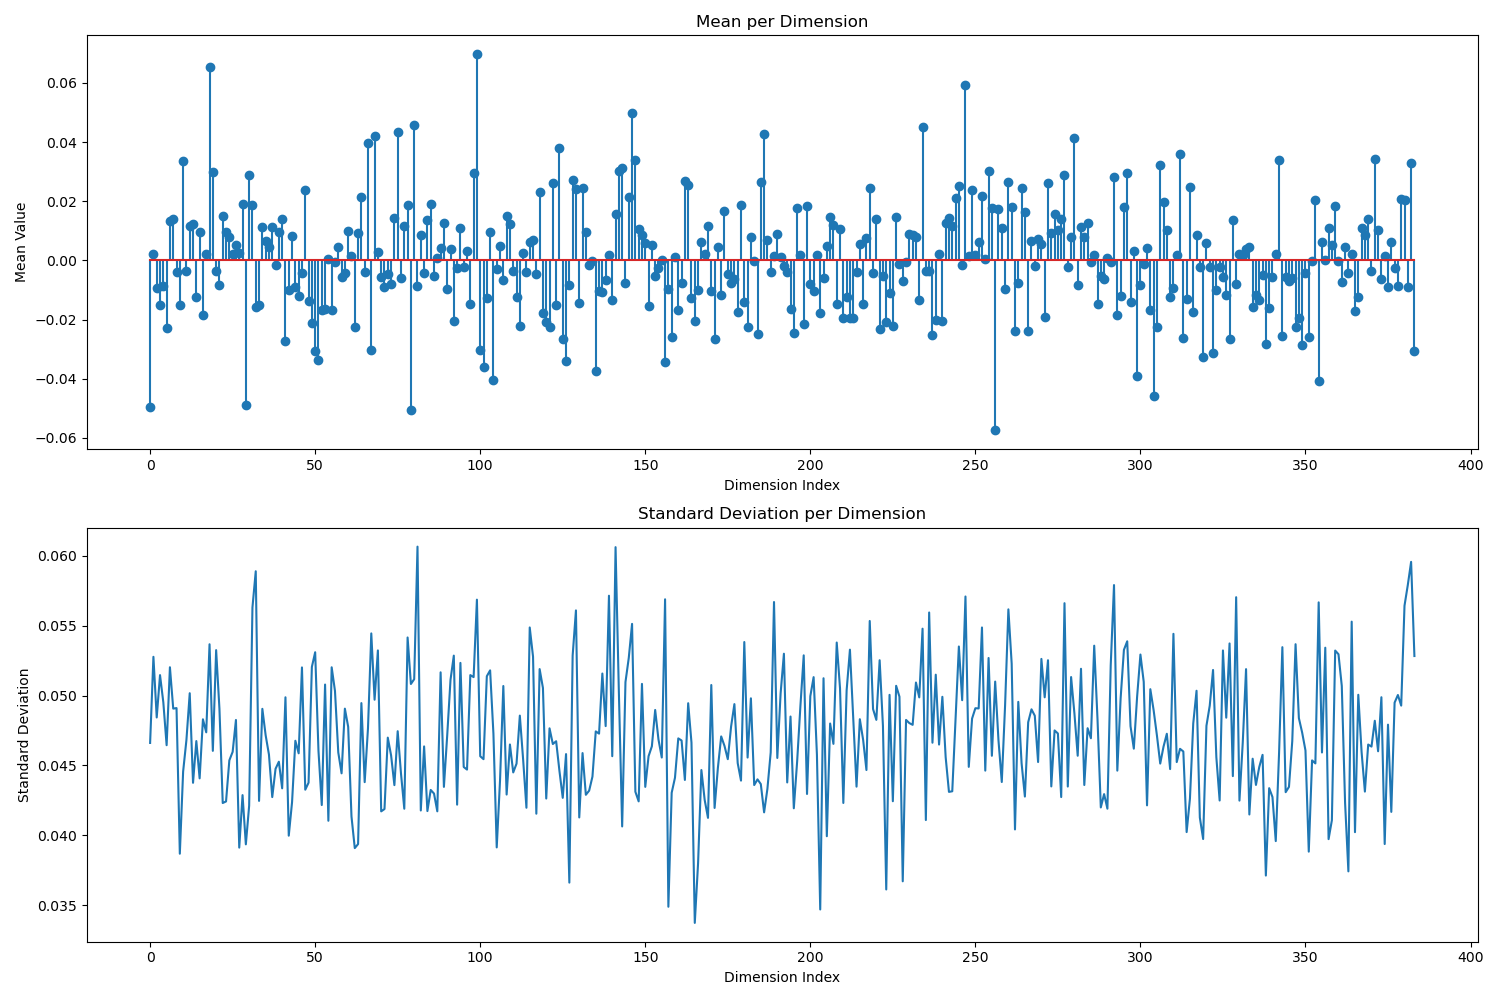 Mean per Dimension
Mean Value
0.06
0.04
0.02
0.00
−0.02
−0.04
−0.06
0 50 100 150 200 250 300 350 400
Dimension Index
Standard Deviation per Dimension
Standard Deviation
0.060
0.055
0.050
0.045
0.040
0.035
0 50 100 150 200 250 300 350 400
Dimension Index